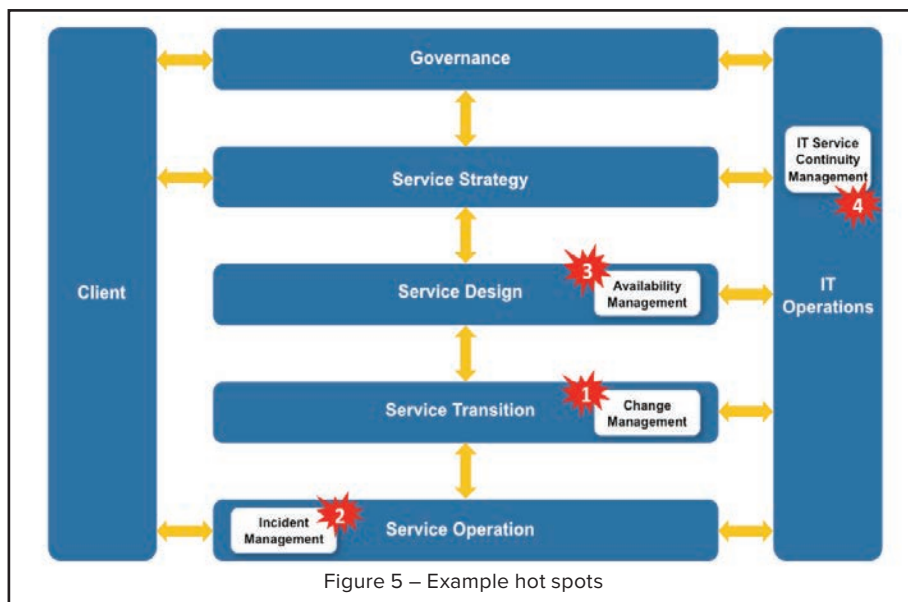 Governance
IT Service
Continuity
Management
4
Service Strategy
Client
3
Service Design
Availability
Management
IT
Operations
1
Service Transition
Change
Management
Incident
Management
2
Service Operation
Figure 5 – Example hot spots